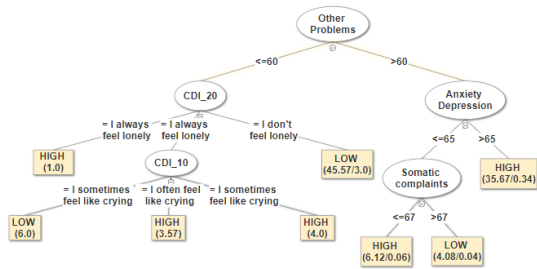 Other
Problems
<=60
>60
CDI_20
Anxiety
Depression
= I always
feel lonely
= I always
feel lonely
= I don't
feel lonely
<=65
>65
HIGH
(1.0)
CDI_10
LOW
(45.57/3.0)
Somatic
complaints
HIGH
(35.67/0.34)
= I sometimes
feel like crying
= I often feel
like crying
= I sometimes
feel like crying
<=67
>67
LOW
(6.0)
HIGH
(3.57)
HIGH
(4.0)
HIGH
(6.12/0.06)
LOW
(4.08/0.04)